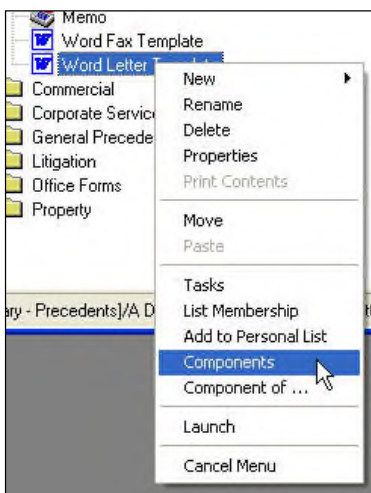 Memo
Word Fax Template
Word Letter
New
Commercial
Rename
Corporate Servic
Delete
General Precede
Properties
Litigation
Print Contents
Office Forms
Property
Move
Paste
Tasks
ary - Precedents]/A D
List Membership
Add to Personal List
Components
Component of ...
Launch
Cancel Menu